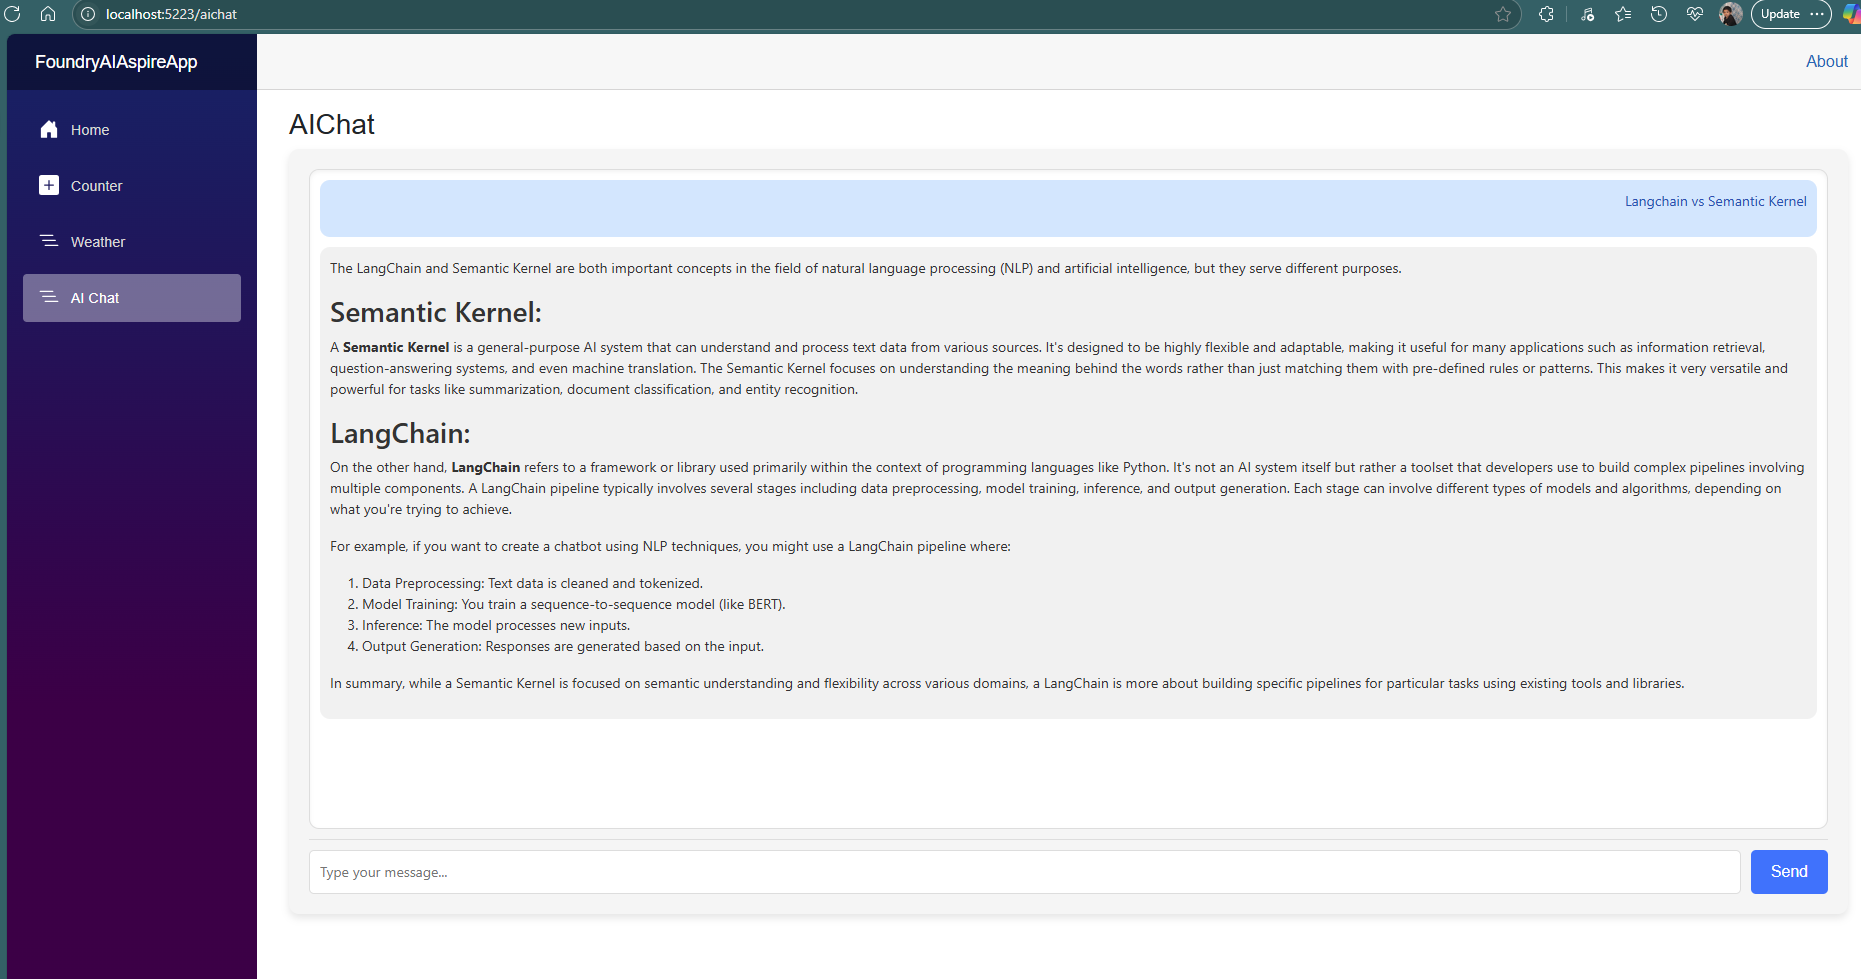 localhost:5223/aichat
Update
FoundryAIAspireApp
About
Home
Counter
Weather
AI Chat
AIChat
Langchain vs Semantic Kernel
The LangChain and Semantic Kernel are both important concepts in the field of natural language processing (NLP) and artificial intelligence, but they serve different purposes.
Semantic Kernel:
A Semantic Kernel is a general-purpose AI system that can understand and process text data from various sources. It's designed to be highly flexible and adaptable, making it useful for many applications such as information retrieval,
question-answering systems, and even machine translation. The Semantic Kernel focuses on understanding the meaning behind the words rather than just matching them with pre-defined rules or patterns. This makes it very versatile and
powerful for tasks like summarization, document classification, and entity recognition.
LangChain:
On the other hand, LangChain refers to a framework or library used primarily within the context of programming languages like Python. It's not an AI system itself but rather a toolset that developers use to build complex pipelines involving
multiple components. A LangChain pipeline typically involves several stages including data preprocessing, model training, inference, and output generation. Each stage can involve different types of models and algorithms, depending on
what you're trying to achieve.
For example, if you want to create a chatbot using NLP techniques, you might use a LangChain pipeline where:
1. Data Preprocessing: Text data is cleaned and tokenized.
2. Model Training: You train a sequence-to-sequence model (like BERT).
3. Inference: The model processes new inputs.
4. Output Generation: Responses are generated based on the input.
In summary, while a Semantic Kernel is focused on semantic understanding and flexibility across various domains, a LangChain is more about building specific pipelines for particular tasks using existing tools and libraries.
Type your message...
Send